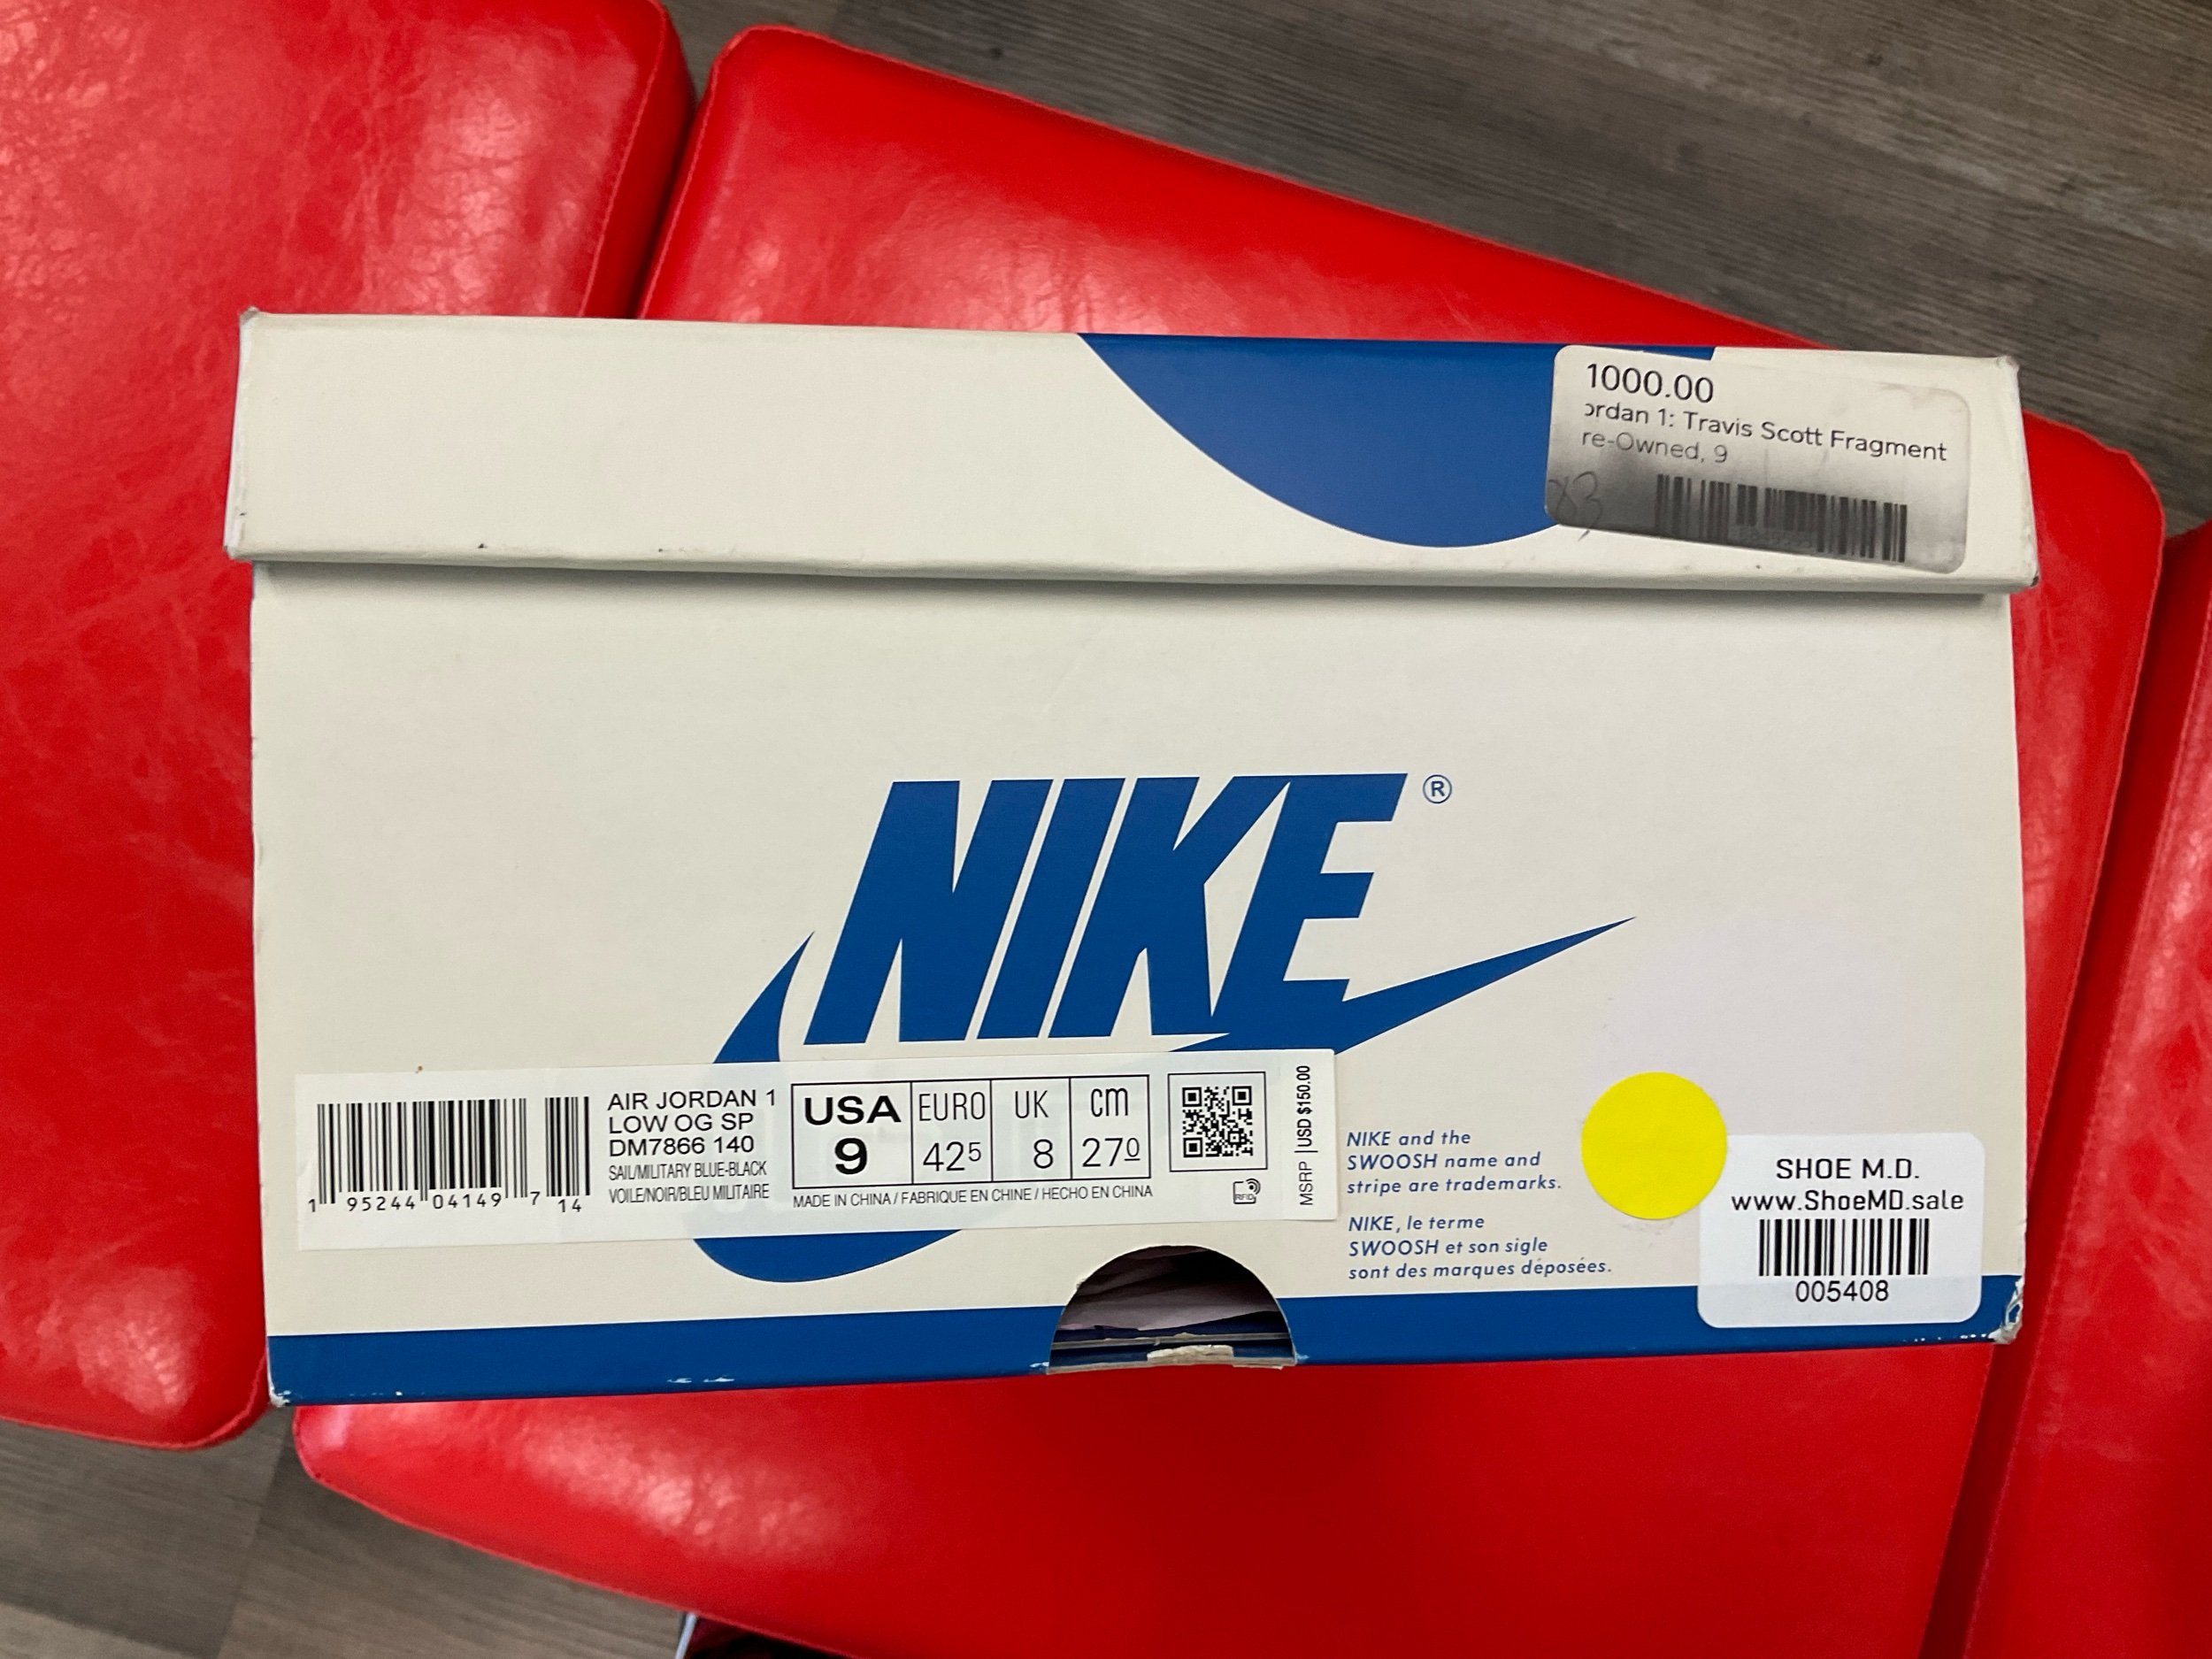 1000.00
ordan 1: Travis Scott Fragment
re-Owned, 9
x3
NIKE®
AIR JORDAN 1
LOW OG SP
DM7866 140
SAIL/MILITARY BLUE-BLACK
VOILE/NOIR/BLEU MILITAIRE
1 95244 04149 7 14
USA EURO UK cm
9 425 8 270
MADE IN CHINA / FABRIQUE EN CHINE / HECHO EN CHINA
RFID
MSRP | USD $150.00
NIKE and the
SWOOSH name and
stripe are trademarks.
NIKE, le terme
SWOOSH et son sigle
sont des marques déposées.
SHOE M.D.
www.ShoeMD.sale
005408